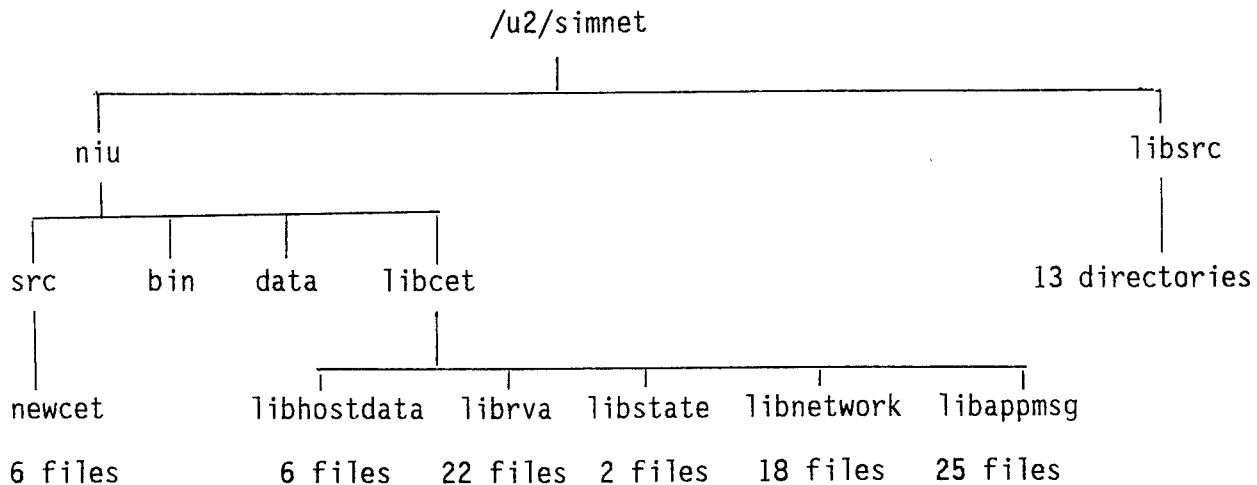 /u2/simnet
niu libsrc
src bin data libcet 13 directories
newcet libhostdata librva libstate libnetwork libappmsg
6 files 6 files 22 files 2 files 18 files 25 files